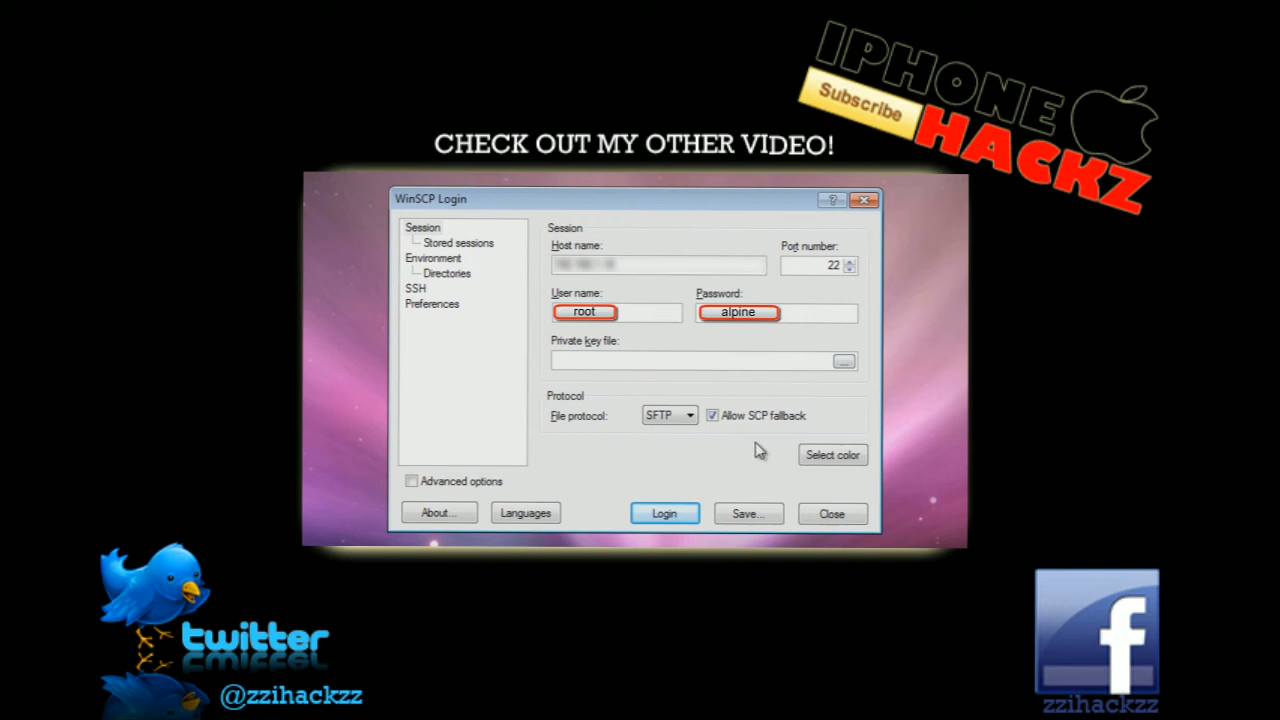 IPHONE
Subscribe
HACKZ
CHECK OUT MY OTHER VIDEO!
WinSCP Login
?
Session
Stored sessions
Environment
Directories
SSH
Preferences
Session
Host name:
Port number:
22
User name:
Password:
root
alpine
Private key file:
...
Protocol
File protocol:
SFTP
Allow SCP fallback
Select color
Advanced options
About...
Languages
Login
Save...
Close
twitter
@zzihackzz
f
zzihackzz